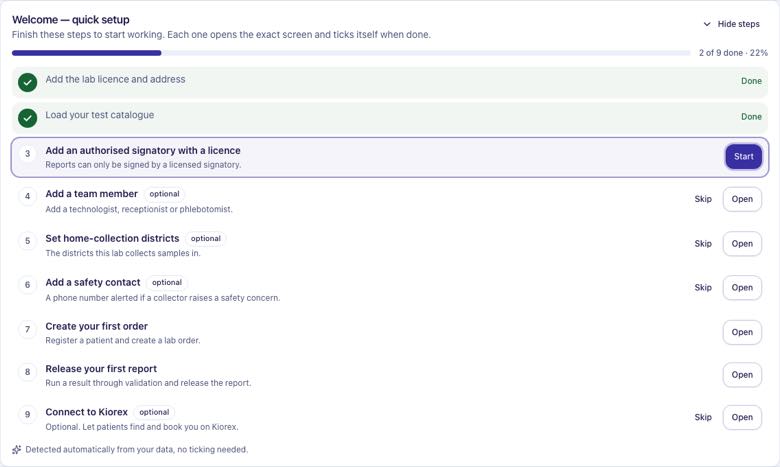 Welcome — quick setup
Hide steps
Finish these steps to start working. Each one opens the exact screen and ticks itself when done.
2 of 9 done · 22%
Add the lab licence and address
Done
Load your test catalogue
Done
3
Add an authorised signatory with a licence
Reports can only be signed by a licensed signatory.
Start
4
Add a team member optional
Add a technologist, receptionist or phlebotomist.
Skip Open
5
Set home-collection districts optional
The districts this lab collects samples in.
Skip Open
6
Add a safety contact optional
A phone number alerted if a collector raises a safety concern.
Skip Open
7
Create your first order
Register a patient and create a lab order.
Open
8
Release your first report
Run a result through validation and release the report.
Open
9
Connect to Kiorex optional
Optional. Let patients find and book you on Kiorex.
Skip Open
Detected automatically from your data, no ticking needed.